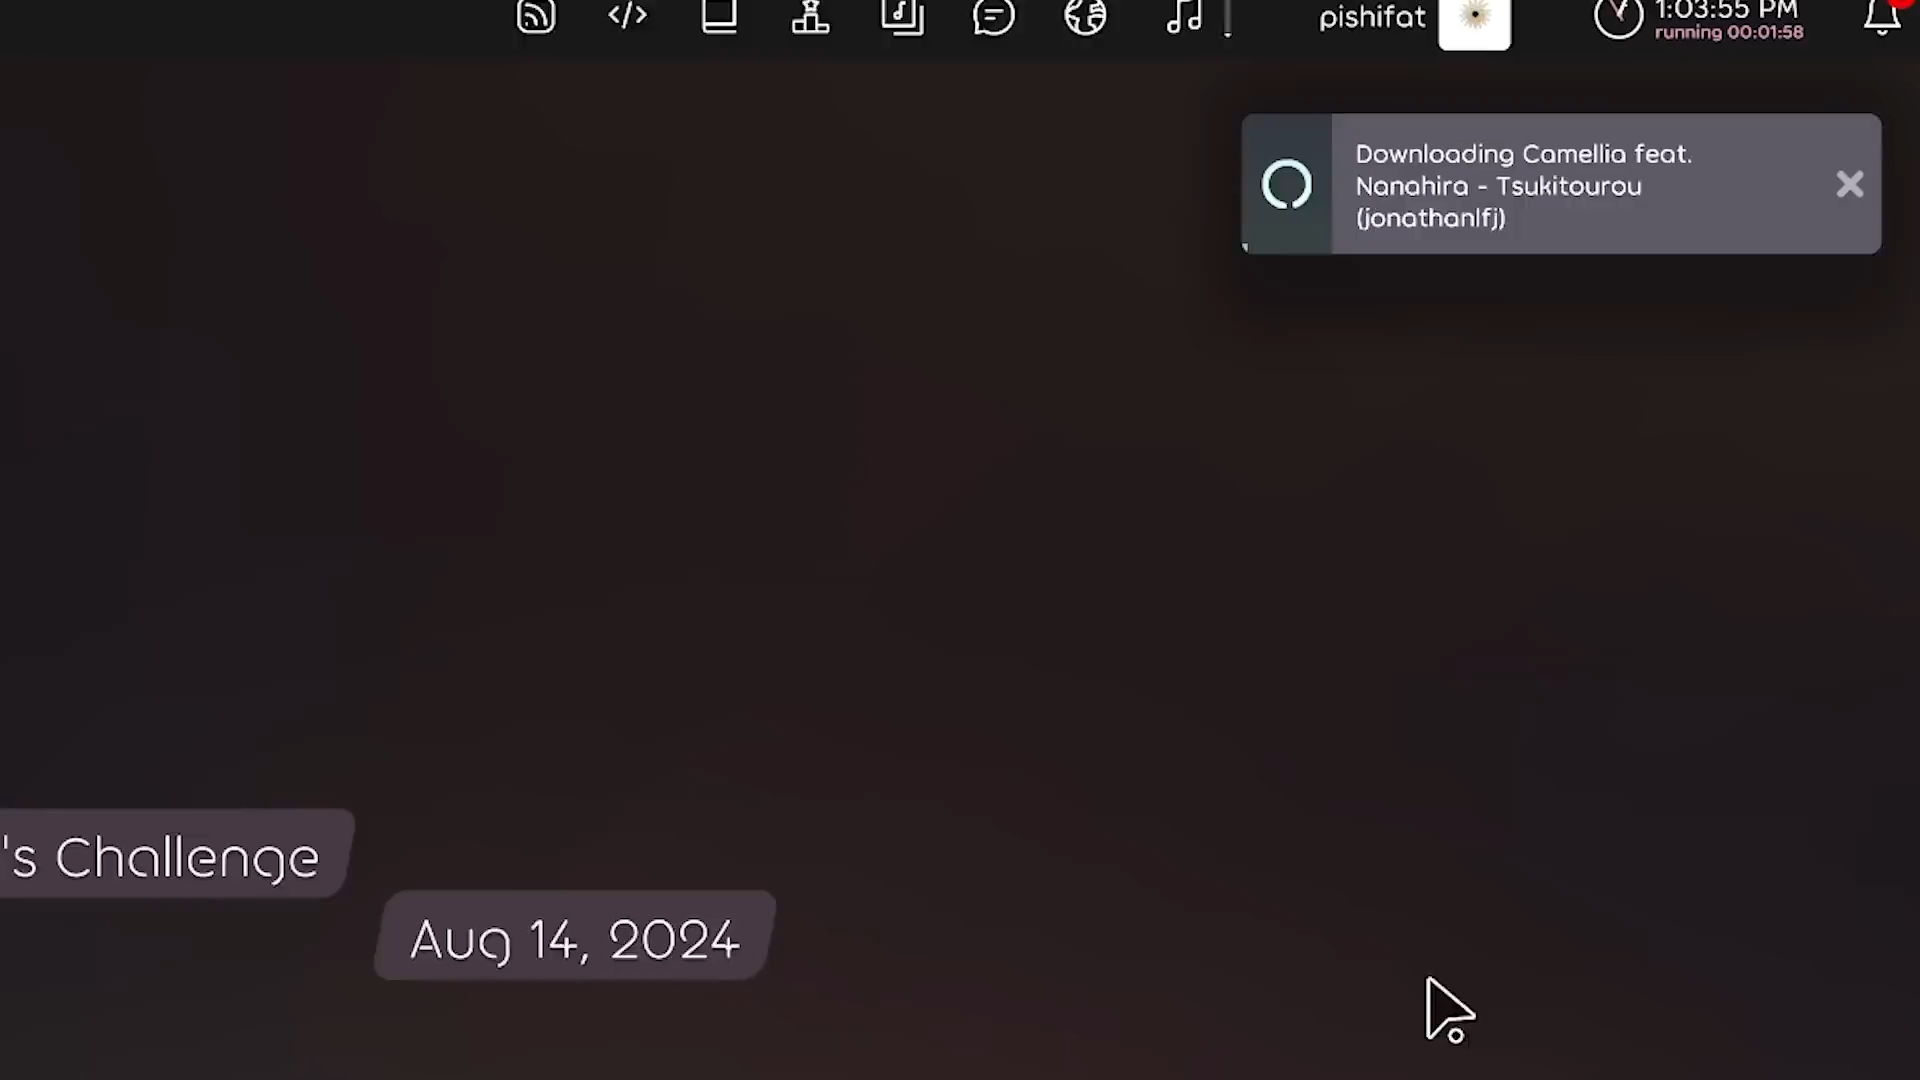 pishifat
1:03:55 PM
running 00:01:58
Downloading Camellia feat.
Nanahira - Tsukitourou
(jonathanlfj)
's Challenge
Aug 14, 2024